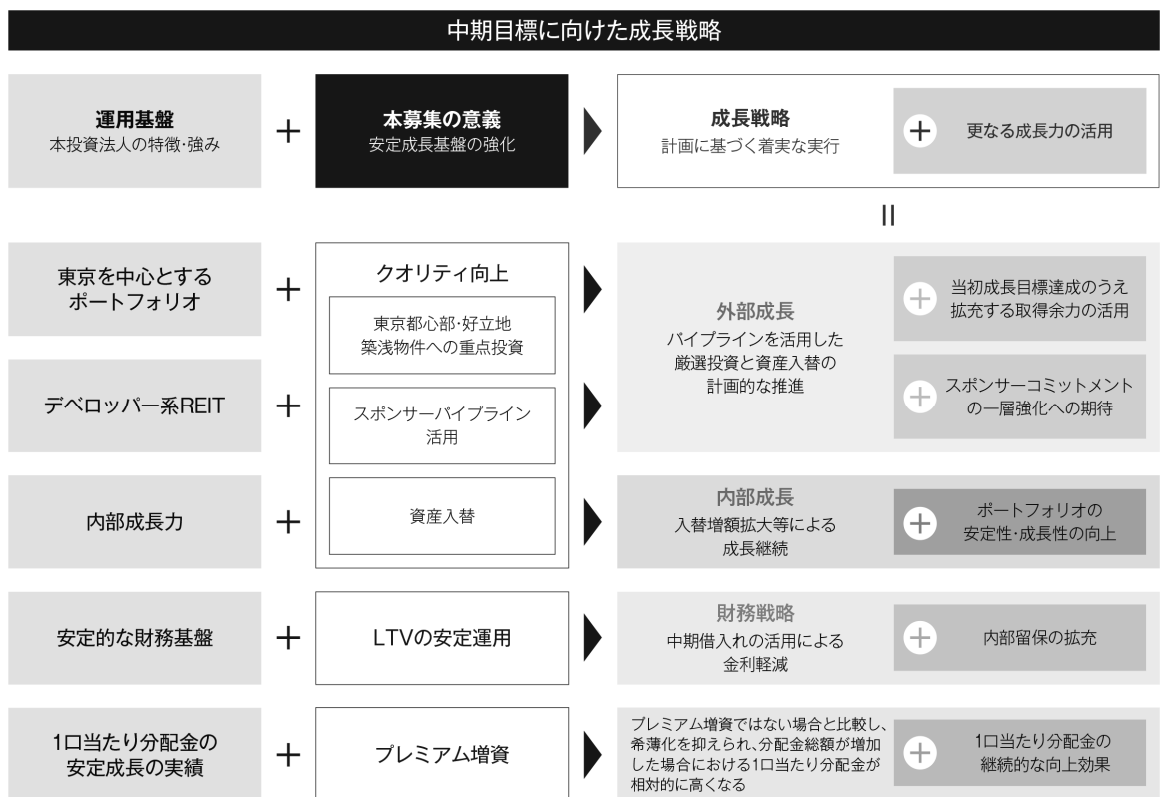 中期目標に向けた成長戦略
運用基盤
本投資法人の特徴・強み
+
本募集の意義
安定成長基盤の強化
成長戦略
計画に基づく着実な実行
+
更なる成長力の活用
=
東京を中心とする
ポートフォリオ
+
クオリティ向上
東京都心部・好立地
築浅物件への重点投資
外部成長
バイプラインを活用した
厳選投資と資産入替の
計画的な推進
+
当初成長目標達成のうえ
拡充する取得余力の活用
デベロッパー系REIT
+
スポンサーパイプライン
活用
+
スポンサーコミットメント
の一層強化への期待
内部成長力
+
資産入替
内部成長
入替増額拡大等による
成長継続
+
ポートフォリオの
安定性・成長性の向上
安定的な財務基盤
+
LTVの安定運用
財務戦略
中期借入れの活用による
金利軽減
+
内部留保の拡充
1口当たり分配金の
安定成長の実績
+
プレミアム増資
プレミアム増資ではない場合と比較し、
希薄化を抑えられ、分配金総額が増加
した場合における1口当たり分配金が
相対的に高くなる
+
1口当たり分配金の
継続的な向上効果